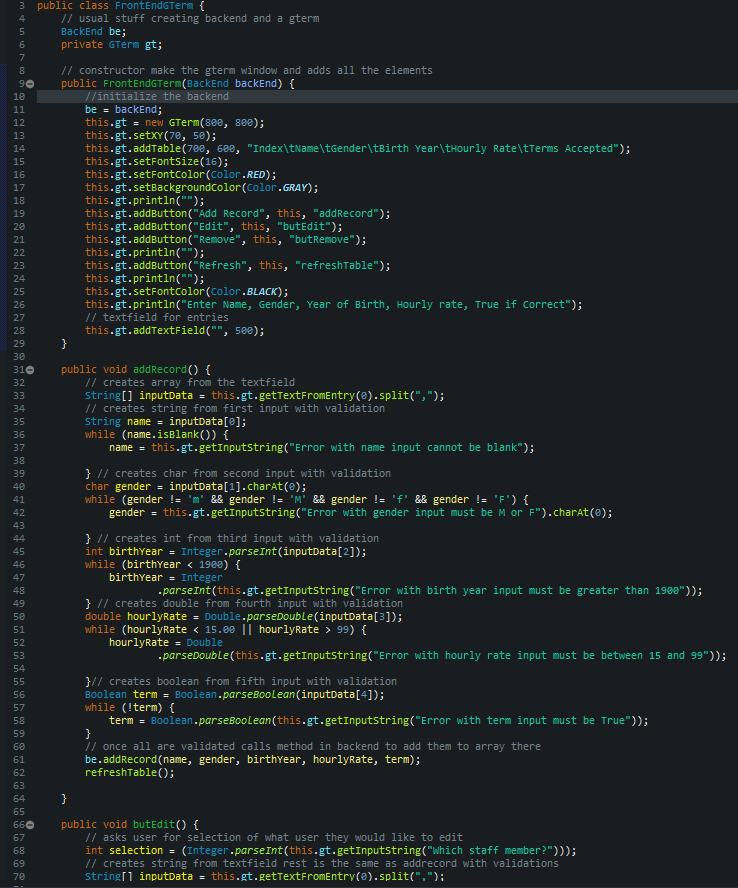 3 public class FrontEndGTerm {
4 // usual stuff creating backend and a gterm
5 BackEnd be;
6 private GTerm gt;
7
8 // constructor make the gterm window and adds all the elements
9 public FrontEndGTerm(BackEnd backEnd) {
10 //initialize the backend
11 be = backEnd;
12 this.gt = new GTerm(800, 800);
13 this.gt.setXY(70, 50);
14 this.gt.addTable(700, 600, "Index\tName\tGender\tBirth Year\tHourly Rate\tTerms Accepted");
15 this.gt.setFontSize(16);
16 this.gt.setFontColor(Color.RED);
17 this.gt.setBackgroundColor(Color.GRAY);
18 this.gt.println("");
19 this.gt.addButton("Add Record", this, "addRecord");
20 this.gt.addButton("Edit", this, "butEdit");
21 this.gt.addButton("Remove", this, "butRemove");
22 this.gt.println("");
23 this.gt.addButton("Refresh", this, "refreshTable");
24 this.gt.println("");
25 this.gt.setFontColor(Color.BLACK);
26 this.gt.println("Enter Name, Gender, Year of Birth, Hourly rate, True if Correct");
27 // textfield for entries
28 this.gt.addTextField("", 500);
29 }
30
31 public void addRecord() {
32 // creates array from the textfield
33 String[] inputData = this.gt.getTextFromEntry(0).split(",");
34 // creates string from first input with validation
35 String name = inputData[0];
36 while (name.isBlank()) {
37 name = this.gt.getInputString("Error with name input cannot be blank");
38
39 } // creates char from second input with validation
40 char gender = inputData[1].charAt(0);
41 while (gender != 'm' && gender != 'M' && gender != 'f' && gender != 'F') {
42 gender = this.gt.getInputString("Error with gender input must be M or F").charAt(0);
43
44 } // creates int from third input with validation
45 int birthYear = Integer.parseInt(inputData[2]);
46 while (birthYear < 1900) {
47 birthYear = Integer
48 .parseInt(this.gt.getInputString("Error with birth year input must be greater than 1900"));
49 } // creates double from fourth input with validation
50 double hourlyRate = Double.parseDouble(inputData[3]);
51 while (hourlyRate < 15.00 || hourlyRate > 99) {
52 hourlyRate = Double
53 .parseDouble(this.gt.getInputString("Error with hourly rate input must be between 15 and 99"));
54
55 }// creates boolean from fifth input with validation
56 Boolean term = Boolean.parseBoolean(inputData[4]);
57 while (!term) {
58 term = Boolean.parseBoolean(this.gt.getInputString("Error with term input must be True"));
59 }
60 // once all are validated calls method in backend to add them to array there
61 be.addRecord(name, gender, birthYear, hourlyRate, term);
62 refreshTable();
63
64 }
65
66 public void butEdit() {
67 // asks user for selection of what user they would like to edit
68 int selection = (Integer.parseInt(this.gt.getInputString("Which staff member?")));
69 // creates string from textfield rest is the same as addrecord with validations
70 String[] inputData = this.gt.getTextFromEntry(0).split(",");